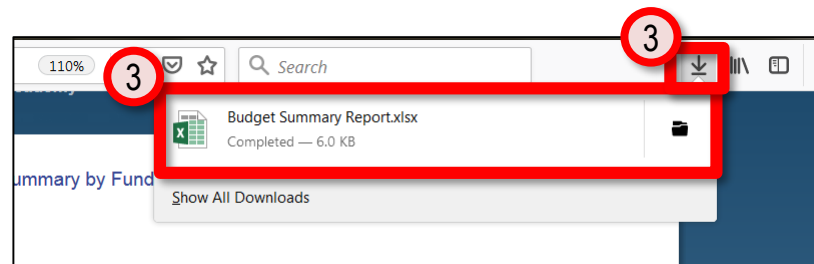 3
110%
3
Search
Budget Summary Report.xlsx
Completed — 6.0 KB
ummary by Fund
Show All Downloads